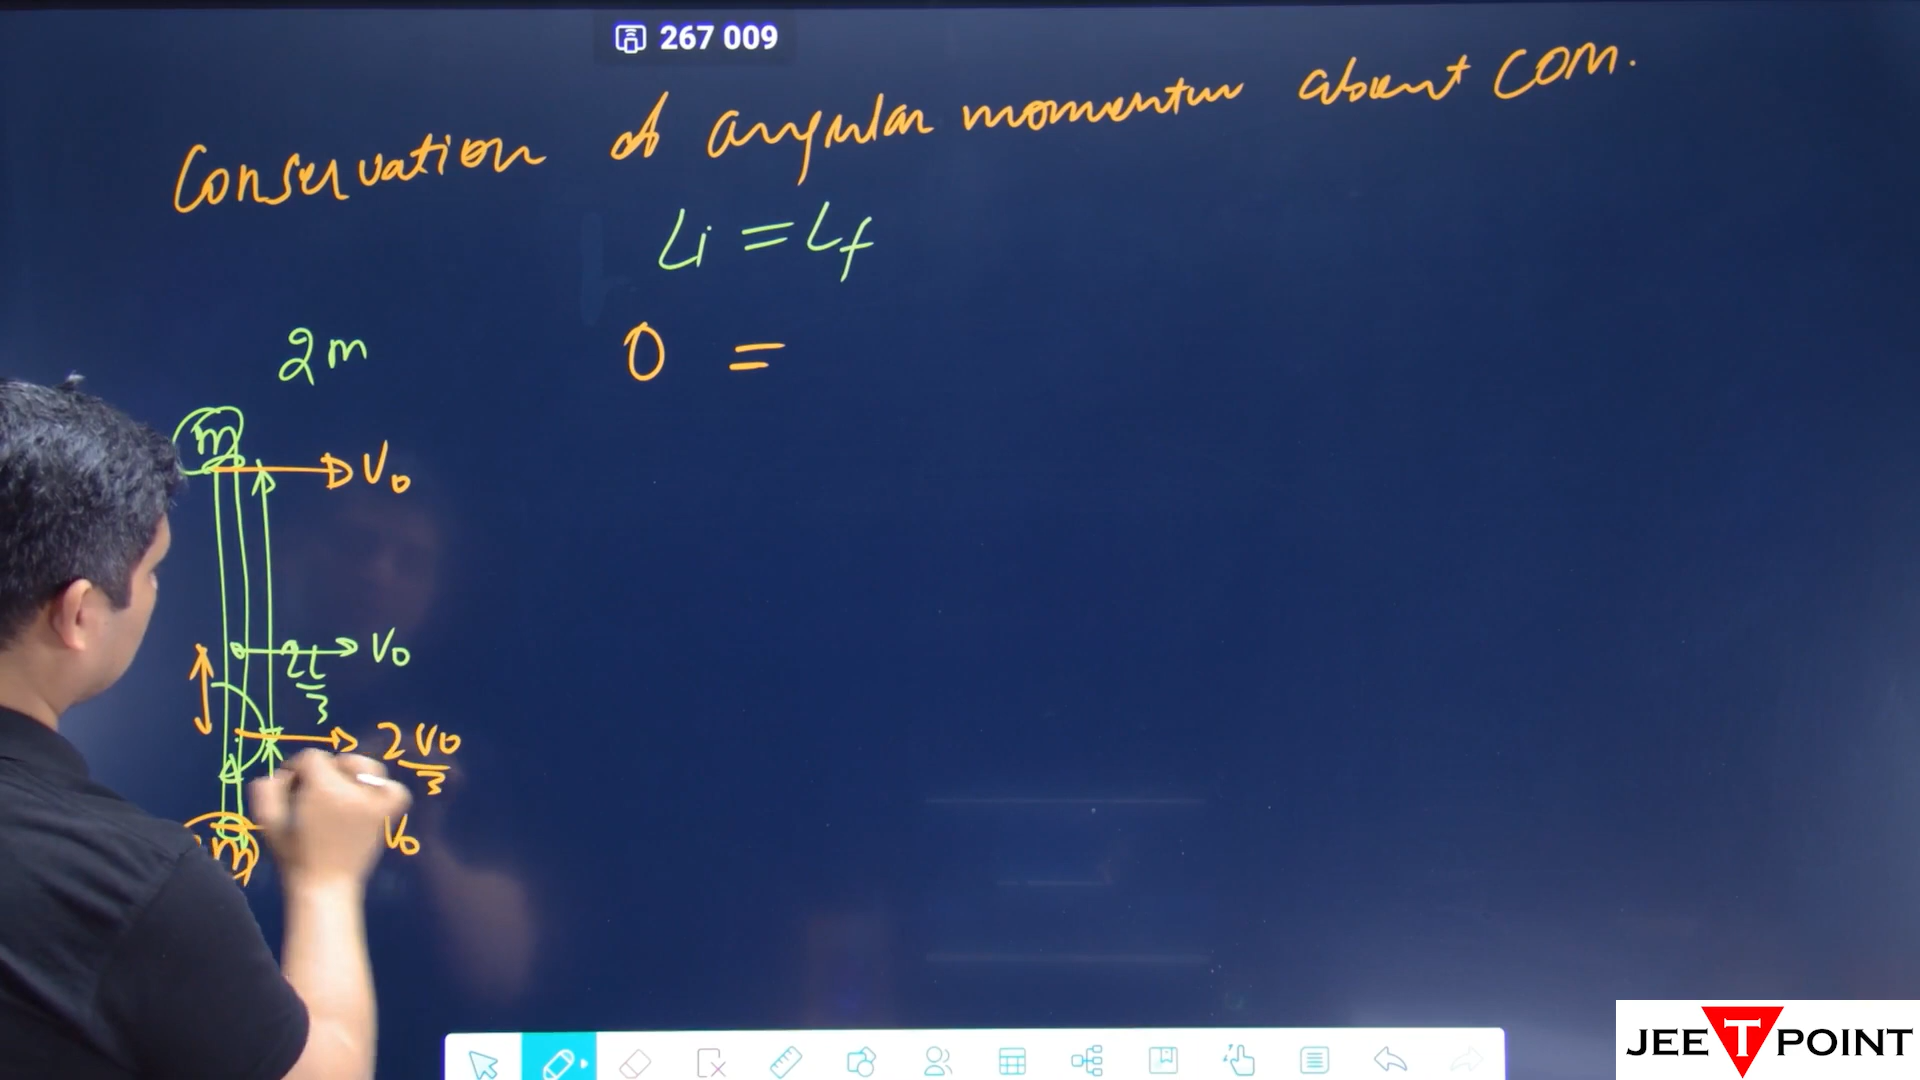 267 009
Conservation of angular momentum about COM.
Li = Lf
2m
0 =
m
V0
V0
2L/3
2V0/3
V0
m
JEE T POINT